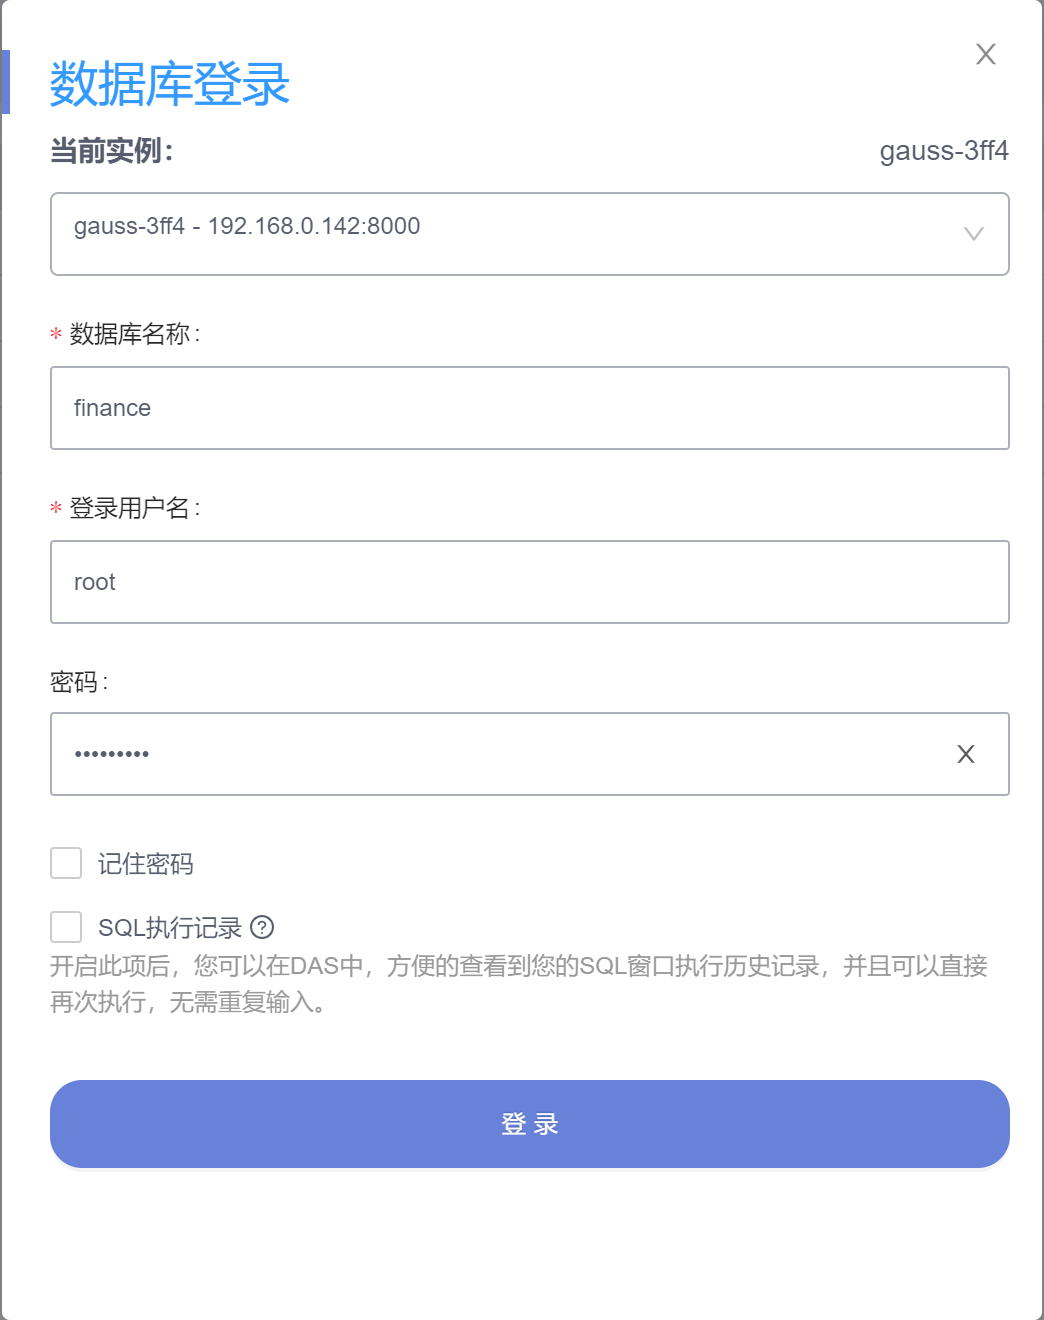 数据库登录
当前实例:
gauss-3ff4
gauss-3ff4 - 192.168.0.142:8000
* 数据库名称:
finance
* 登录用户名:
root
密码:
•••••••••
记住密码
SQL执行记录 ?
开启此项后，您可以在DAS中，方便的查看到您的SQL窗口执行历史记录，并且可以直接
再次执行，无需重复输入。
登 录